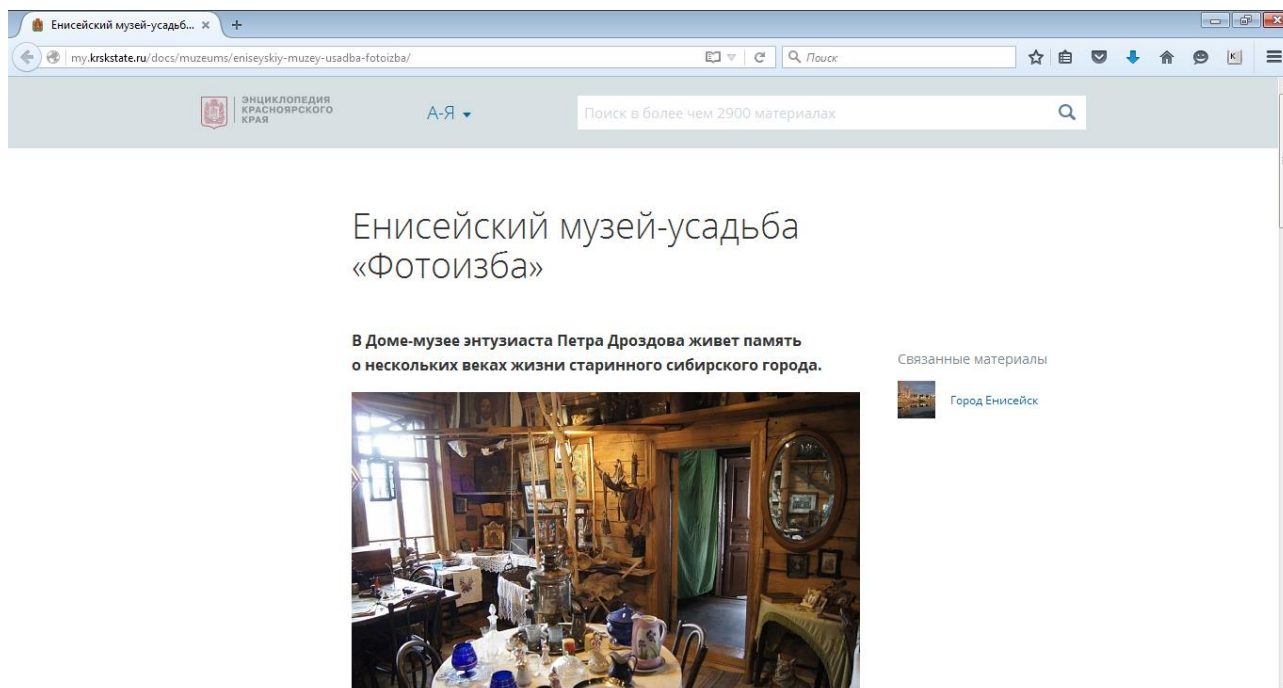 Енисейский музей-усадьб...
my.krskstate.ru/docs/muzeums/eniseyskiy-muzey-usadba-fotoizba/
Поиск
ЭНЦИКЛОПЕДИЯ
КРАСНОЯРСКОГО
КРАЯ
А-Я
Поиск в более чем 2900 материалах
Енисейский музей-усадьба
«Фотоизба»
В Доме-музее энтузиаста Петра Дроздова живет память
о нескольких веках жизни старинного сибирского города.
Связанные материалы
Город Енисейск